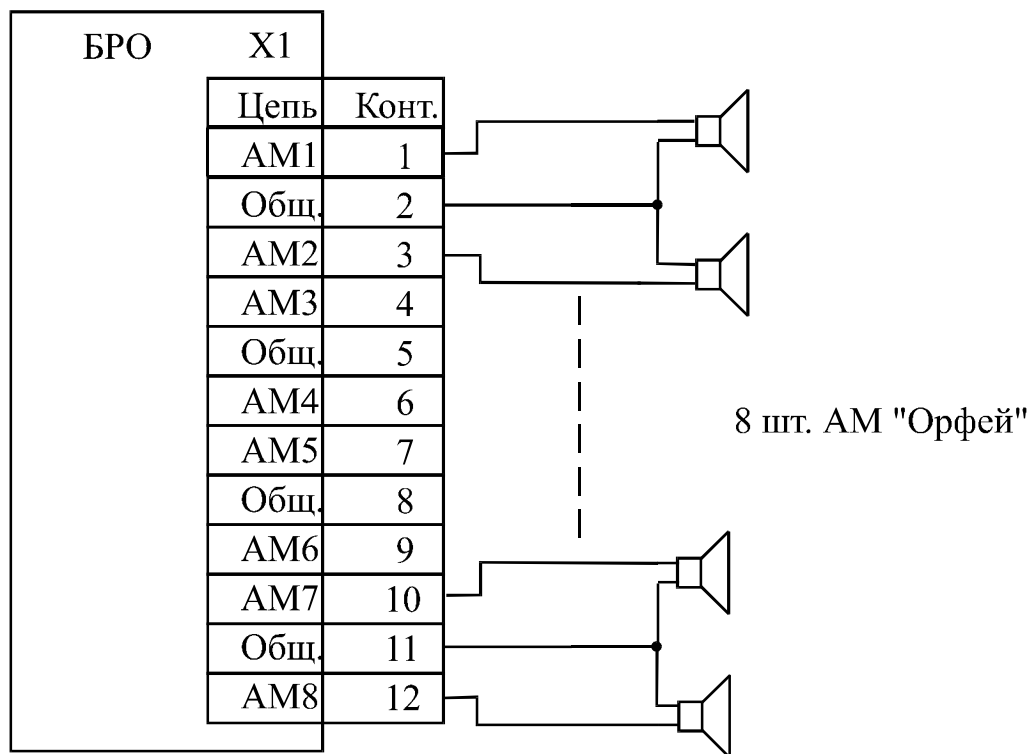 БРО X1
Цепь Конт.
АМ1 1
Общ. 2
АМ2 3
АМ3 4
Общ. 5
АМ4 6
АМ5 7
Общ. 8
АМ6 9
АМ7 10
Общ. 11
АМ8 12
8 шт. АМ "Орфей"